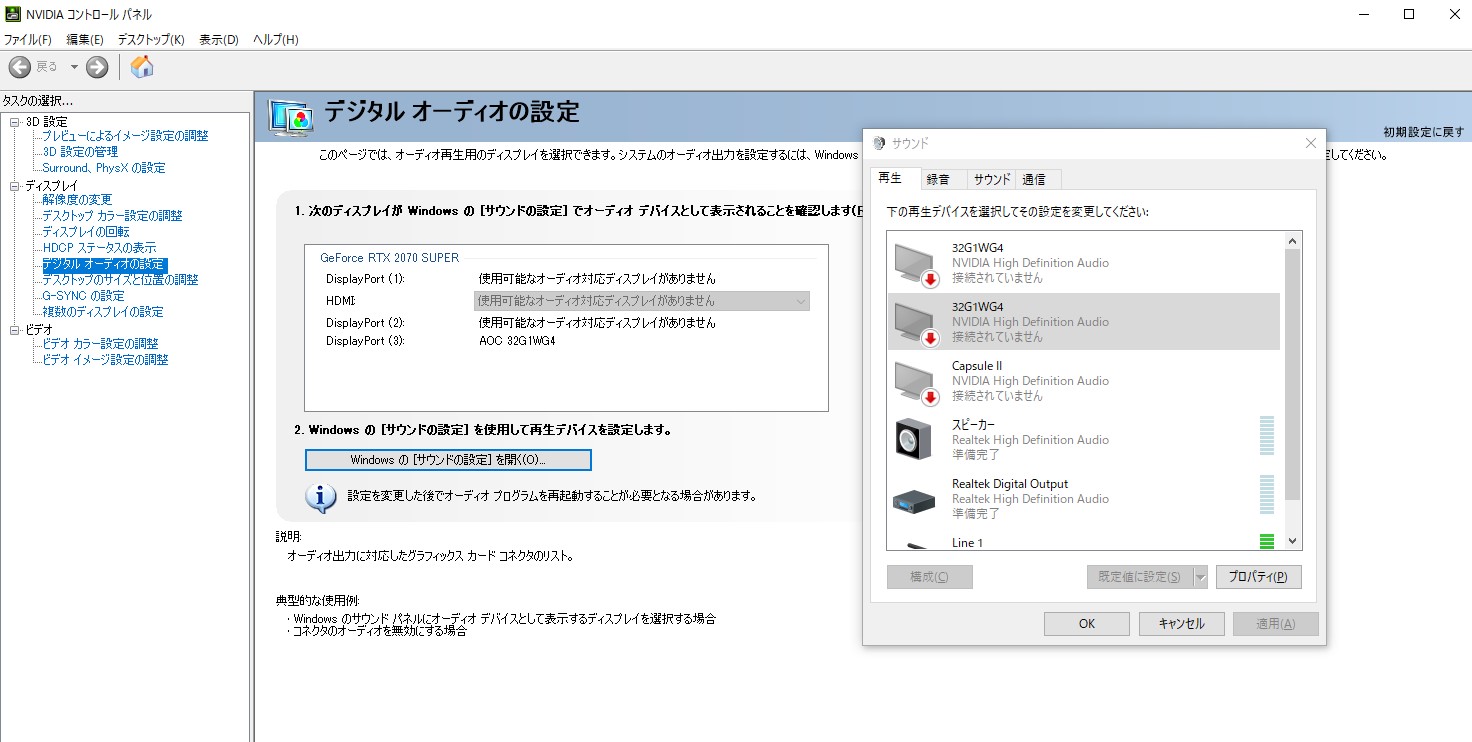 NVIDIA コントロール パネル
ファイル(F) 編集(E) デスクトップ(K) 表示(D) ヘルプ(H)
戻る
タスクの選択...
3D 設定
プレビューによるイメージ設定の調整
3D 設定の管理
Surround、PhysX の設定
ディスプレイ
解像度の変更
デスクトップ カラー設定の調整
ディスプレイの回転
HDCP ステータスの表示
デジタル オーディオの設定
デスクトップのサイズと位置の調整
G-SYNC の設定
複数のディスプレイの設定
ビデオ
ビデオ カラー設定の調整
ビデオ イメージ設定の調整
デジタル オーディオの設定
初期設定に戻す
このページでは、オーディオ再生用のディスプレイを選択できます。システムのオーディオ出力を設定するには、Windows
してください。
1. 次のディスプレイが Windows の [サウンドの設定] でオーディオ デバイスとして表示されることを確認します(
GeForce RTX 2070 SUPER
DisplayPort (1): 使用可能なオーディオ対応ディスプレイがありません
HDMI: 使用可能なオーディオ対応ディスプレイがありません
DisplayPort (2): 使用可能なオーディオ対応ディスプレイがありません
DisplayPort (3): AOC 32G1WG4
2. Windows の [サウンドの設定] を使用して再生デバイスを設定します。
Windows の [サウンドの設定] を開く(O)...
設定を変更した後でオーディオ プログラムを再起動することが必要となる場合があります。
説明:
オーディオ出力に対応したグラフィックス カード コネクタのリスト。
典型的な使用例:
・Windows のサウンド パネルにオーディオ デバイスとして表示するディスプレイを選択する場合
・コネクタのオーディオを無効にする場合
サウンド
再生 録音 サウンド 通信
下の再生デバイスを選択してその設定を変更してください:
32G1WG4
NVIDIA High Definition Audio
接続されていません
32G1WG4
NVIDIA High Definition Audio
接続されていません
Capsule II
NVIDIA High Definition Audio
接続されていません
スピーカー
Realtek High Definition Audio
準備完了
Realtek Digital Output
Realtek High Definition Audio
準備完了
Line 1
構成(C) 既定値に設定(S) プロパティ(P)
OK キャンセル 適用(A)